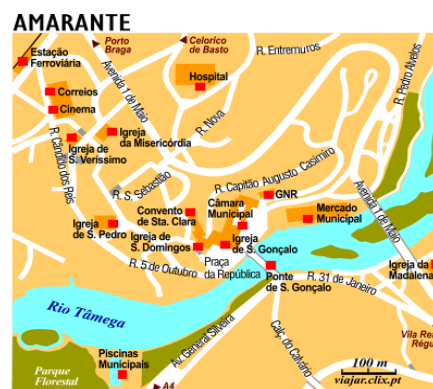 AMARANTE
Porto
Braga
Celorico
de Basto
R. Entremuros
Estação
Ferroviária
Avenida 1 de Maio
Hospital
R. Pedro Alvelos
Correios
Cinema
R. Nova
Igreja
da Misericórdia
Igreja de
S. Veríssimo
R. Cândido dos Reis
R. S. Sebastião
R. Capitão Augusto Casimiro
GNR
Convento
de Sta. Clara
Câmara
Municipal
Mercado
Municipal
Avenida 1 de Maio
Igreja
de S. Pedro
Igreja de
S. Domingos
Igreja de
S. Gonçalo
Praça
da República
R. 5 de Outubro
Ponte
de S. Gonçalo
R. 31 de Janeiro
Igreja da
Madalena
Rio Tâmega
Av. General Silveira
Calç. do Calvário
Vila Re
Régu
Piscinas
Municipais
Parque
Florestal
A4
100 m
viajar.clix.pt